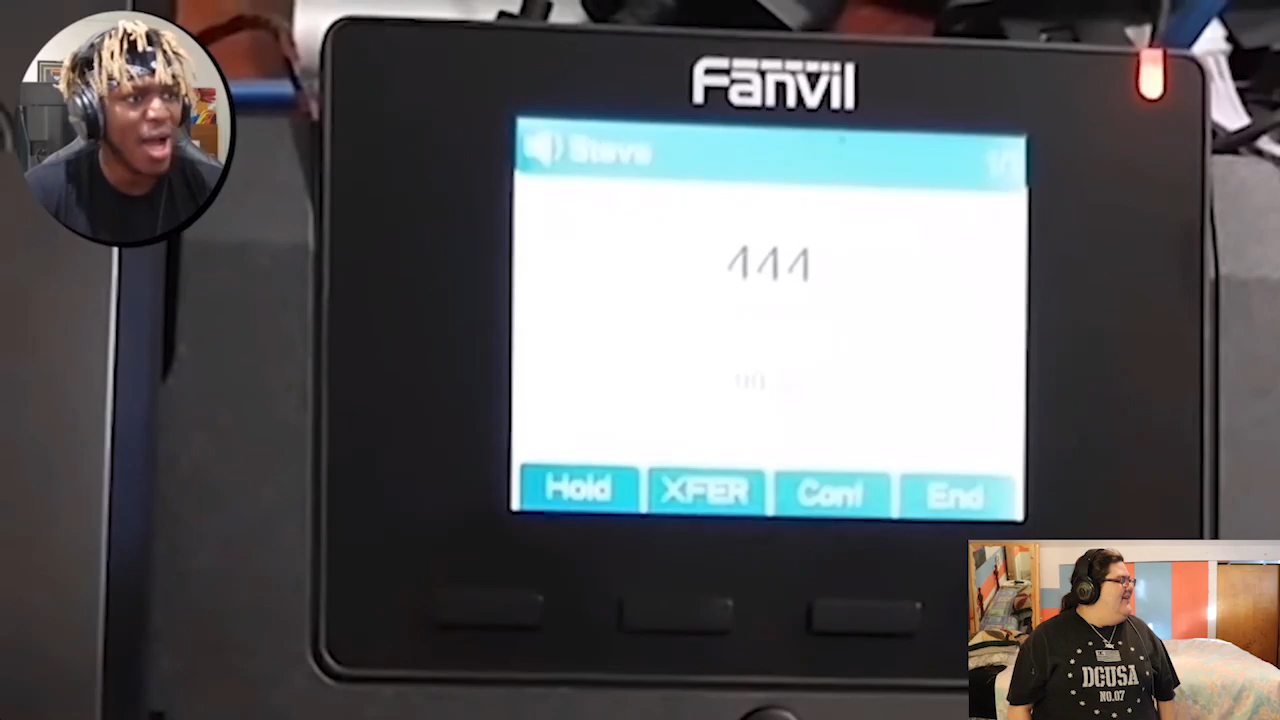 Fanvil
Steve
444
Hold XFER Conf End
DCUSA
NO.07